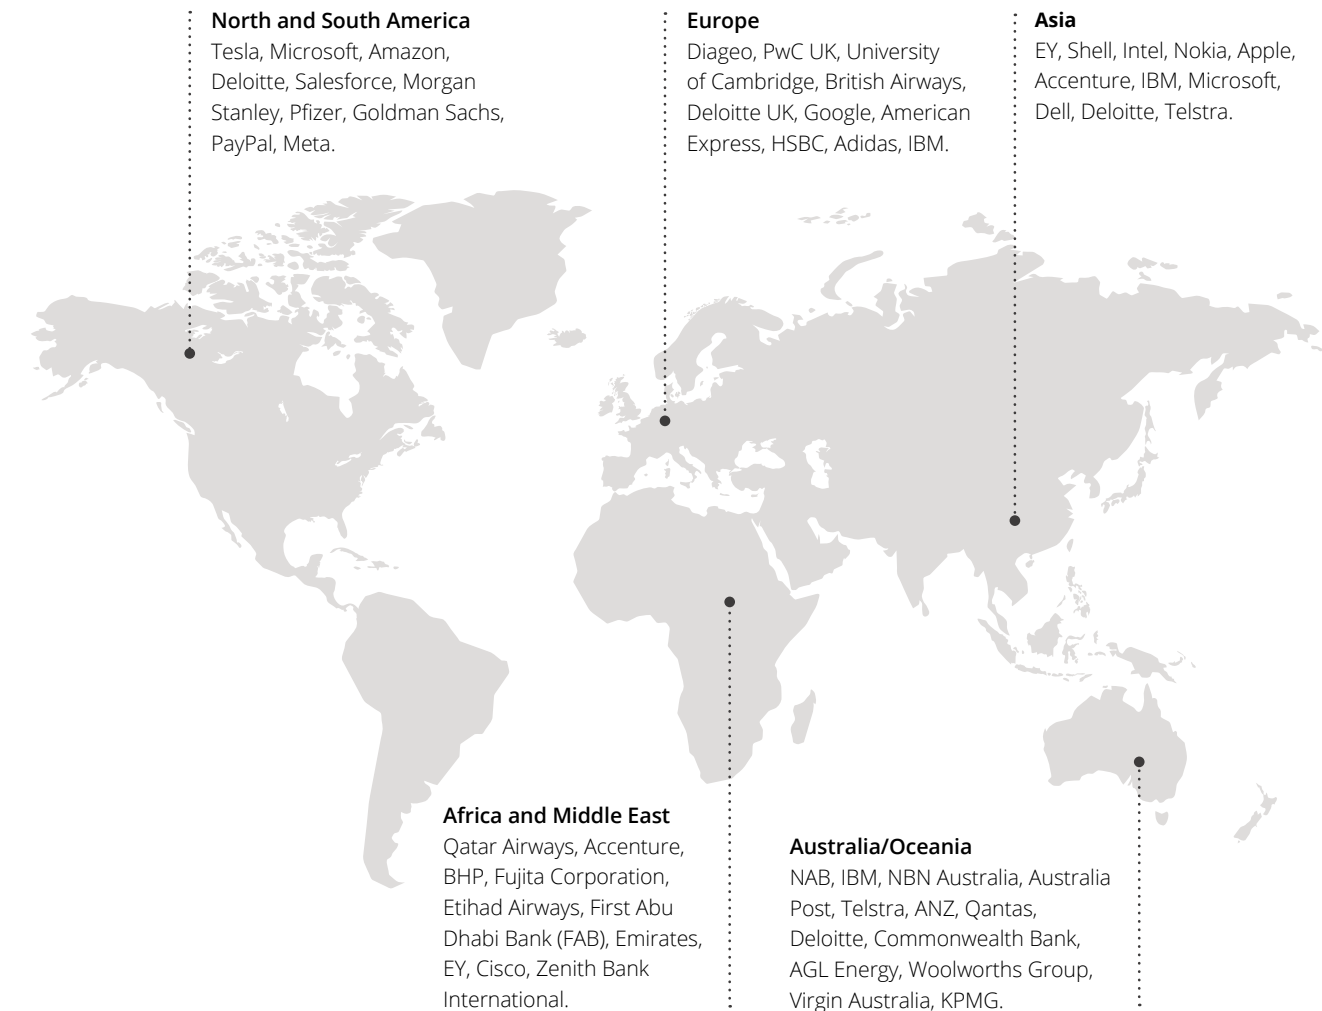 North and South America
Tesla, Microsoft, Amazon,
Deloitte, Salesforce, Morgan
Stanley, Pfizer, Goldman Sachs,
PayPal, Meta.
Europe
Diageo, PwC UK, University
of Cambridge, British Airways,
Deloitte UK, Google, American
Express, HSBC, Adidas, IBM.
Asia
EY, Shell, Intel, Nokia, Apple,
Accenture, IBM, Microsoft,
Dell, Deloitte, Telstra.
Africa and Middle East
Qatar Airways, Accenture,
BHP, Fujita Corporation,
Etihad Airways, First Abu
Dhabi Bank (FAB), Emirates,
EY, Cisco, Zenith Bank
International.
Australia/Oceania
NAB, IBM, NBN Australia, Australia
Post, Telstra, ANZ, Qantas,
Deloitte, Commonwealth Bank,
AGL Energy, Woolworths Group,
Virgin Australia, KPMG.